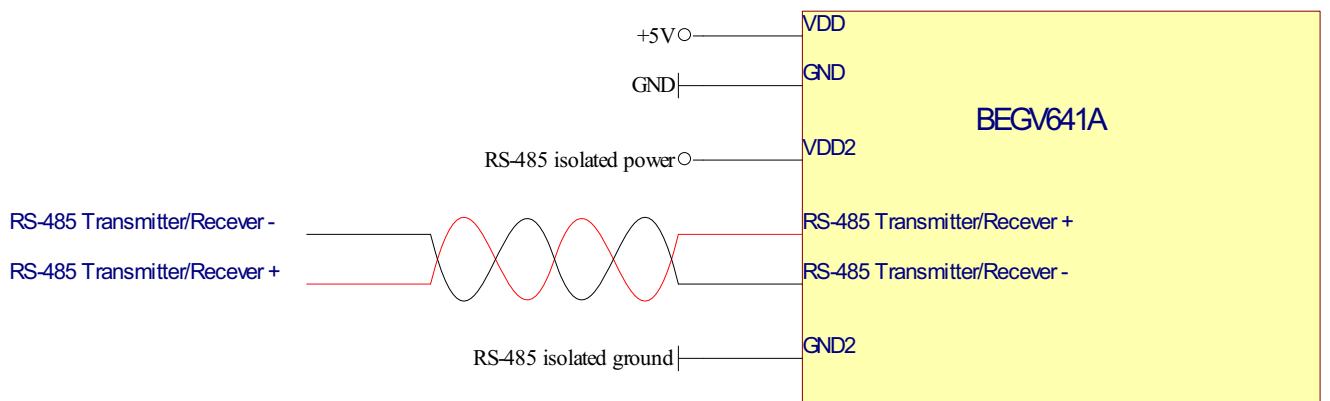 +5V
VDD
GND
GND
BEGV641A
RS-485 isolated power
VDD2
RS-485 Transmitter/Recever -
RS-485 Transmitter/Recever +
RS-485 Transmitter/Recever +
RS-485 Transmitter/Recever -
RS-485 isolated ground
GND2